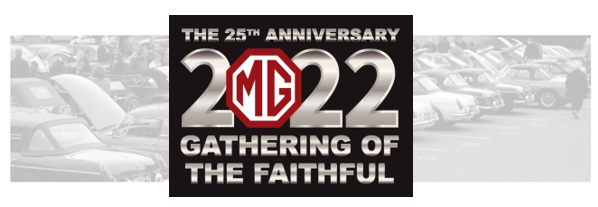 THE 25TH ANNIVERSARY
2MG22
GATHERING OF
THE FAITHFUL